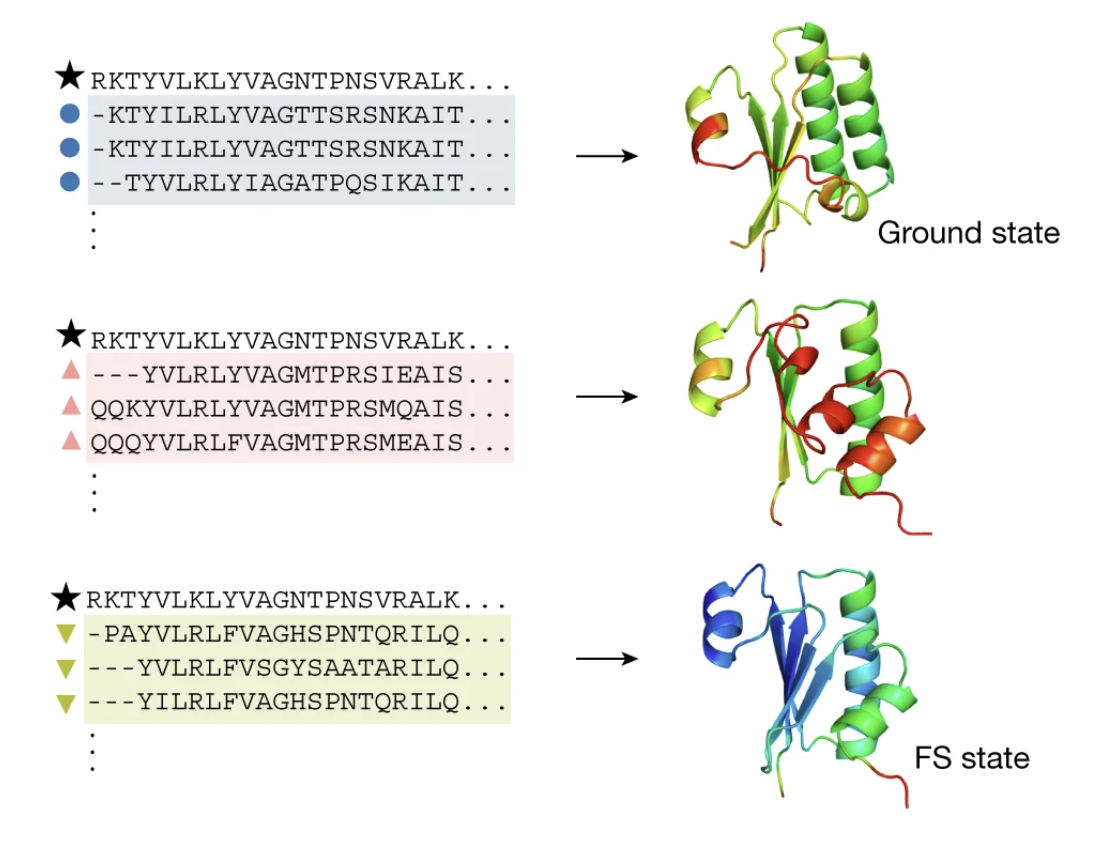 RKTYVLKLYVAGNTPNSVRALK...
-KTYILRLYVAGTTSRSNKAIT...
-KTYILRLYVAGTTSRSNKAIT...
--TYVLRLYIAGATPQSIKAIT...
.
.
.
Ground state
RKTYVLKLYVAGNTPNSVRALK...
---YVLRLYVAGMTPRSIEAIS...
QQKYVLRLYVAGMTPRSMQAIS...
QQQYVLRLFVAGMTPRSMEAIS...
.
.
.
RKTYVLKLYVAGNTPNSVRALK...
-PAYVLRLFVAGHSPNTQRILQ...
---YVLRLFVSGYSAATARILQ...
---YILRLFVAGHSPNTQRILQ...
.
.
.
FS state